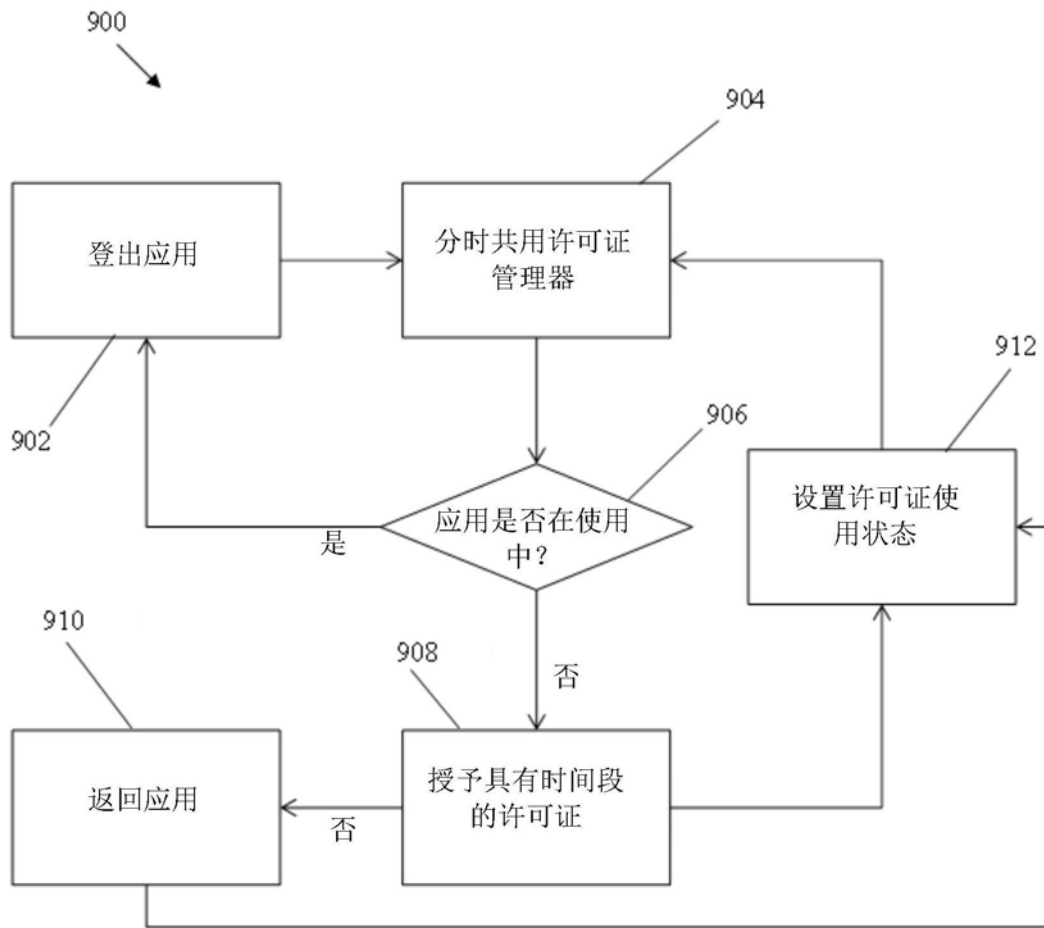 900
904
登出应用
分时共用许可证
管理器
902
912
906
应用是否在使用
中?
是
设置许可证使
用状态
910
908
否
返回应用
否
授予具有时间段
的许可证